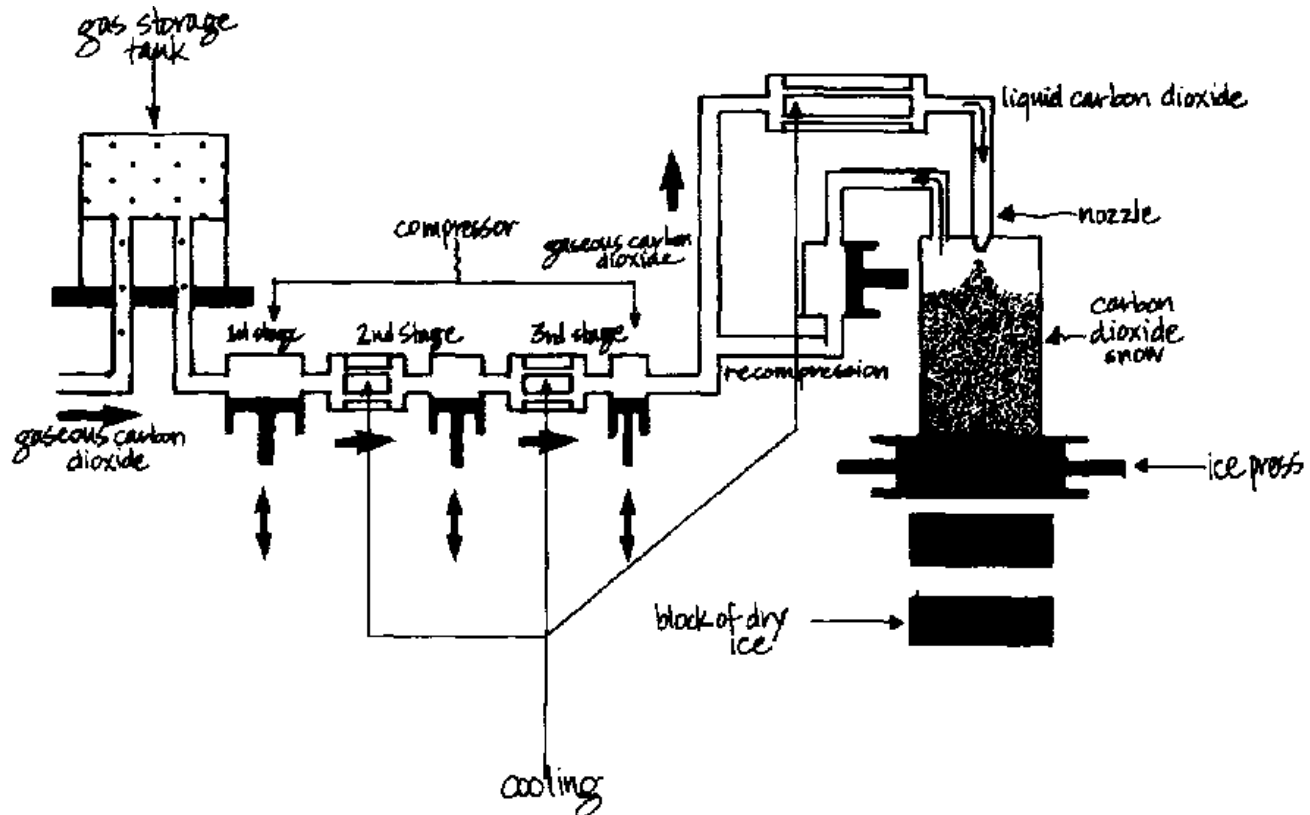 gas storage
tank
liquid carbon dioxide
compressor
gaseous carbon
dioxide
nozzle
1st stage
2nd stage
3rd stage
carbon
dioxide
snow
recompression
gaseous carbon
dioxide
ice press
block of dry
ice
cooling